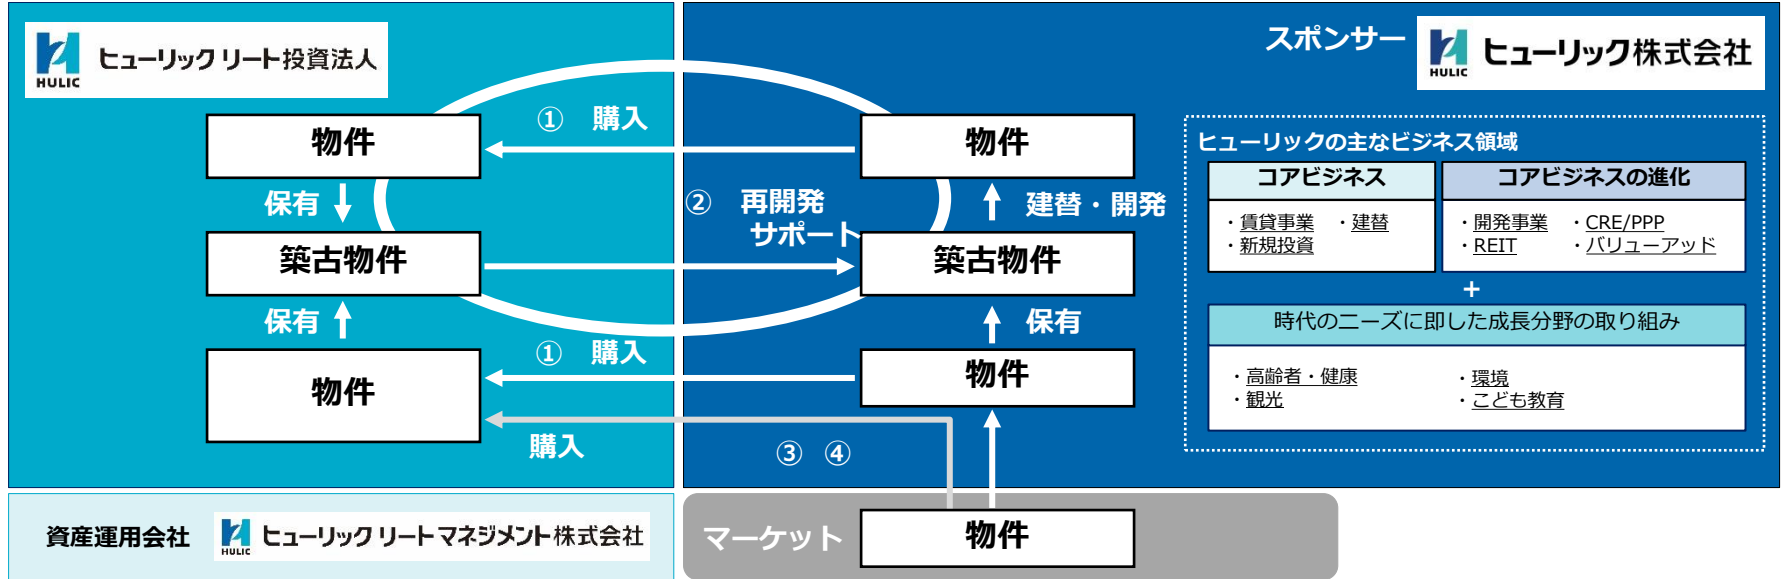 HULIC
ヒューリックリート投資法人
スポンサー
HULIC
ヒューリック株式会社
物件
① 購入
物件
保有
② 再開発
サポート
建替・開発
築古物件
築古物件
保有
保有
① 購入
物件
物件
購入
③ ④
ヒューリックの主なビジネス領域
コアビジネス
コアビジネスの進化
・賃貸事業 ・建替
・新規投資
・開発事業 ・CRE/PPP
・REIT ・バリューアッド
+
時代のニーズに即した成長分野の取り組み
・高齢者・健康 ・環境
・観光 ・こども教育
資産運用会社
HULIC
ヒューリックリートマネジメント株式会社
マーケット
物件